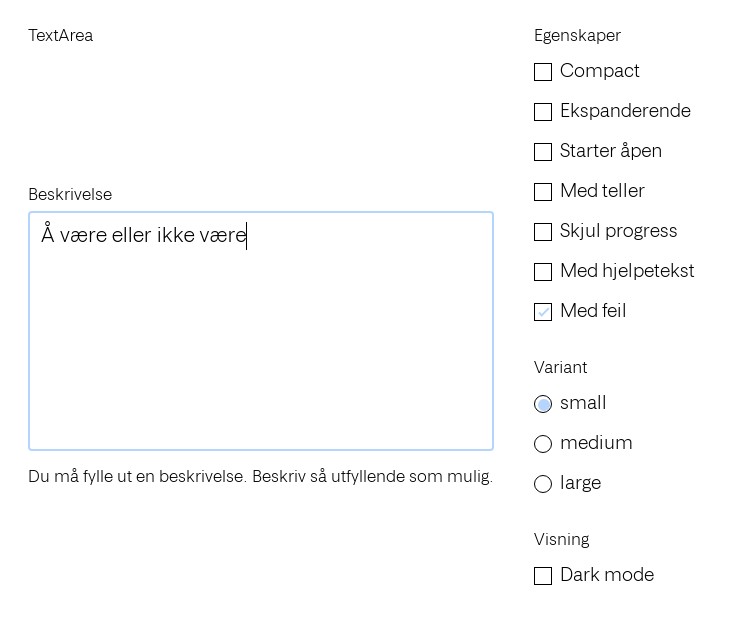 TextArea
Beskrivelse
Å være eller ikke være
Du må fylle ut en beskrivelse. Beskriv så utfyllende som mulig.
Egenskaper
Compact
Ekspanderende
Starter åpen
Med teller
Skjul progress
Med hjelpetekst
Med feil
Variant
small
medium
large
Visning
Dark mode